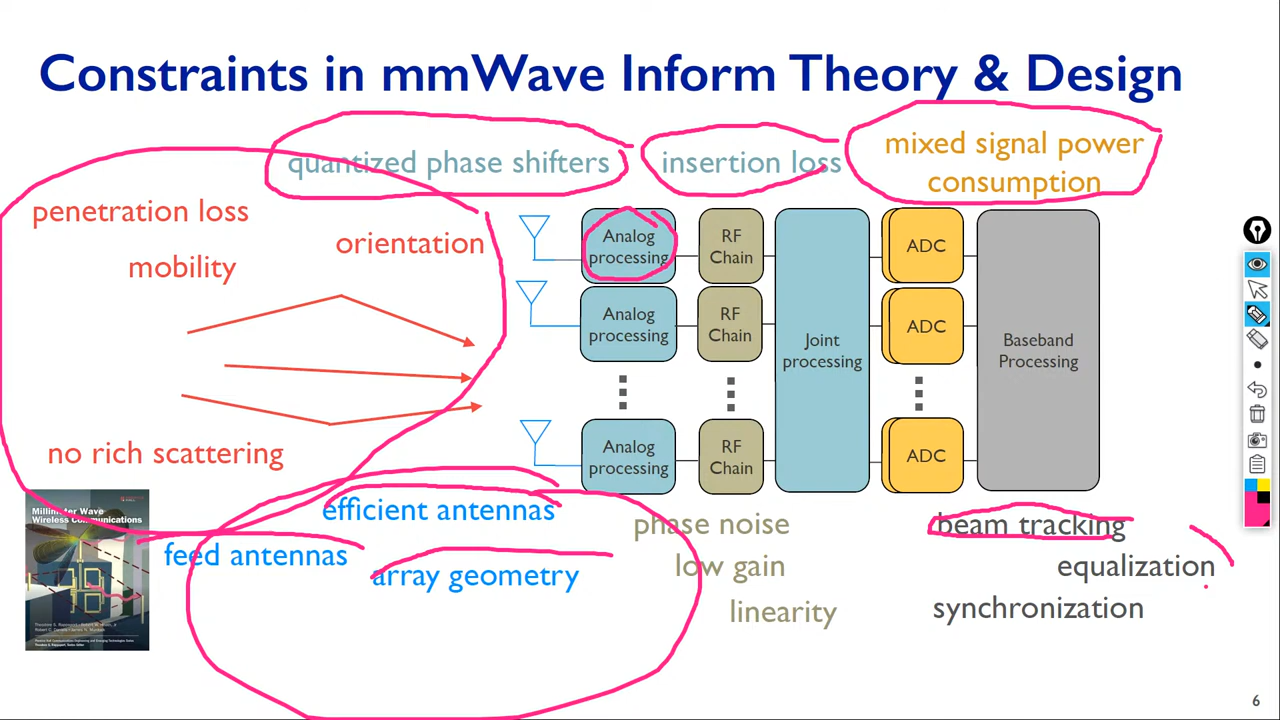 Constraints in mmWave Inform Theory & Design
quantized phase shifters
insertion loss
mixed signal power
consumption
penetration loss
mobility
orientation
no rich scattering
Analog
processing
RF
Chain
ADC
Analog
processing
RF
Chain
Joint
processing
ADC
Baseband
Processing
Analog
processing
RF
Chain
ADC
Millimeter Wave
Wireless Communications
efficient antennas
feed antennas
array geometry
phase noise
low gain
linearity
beam tracking
equalization
synchronization
6